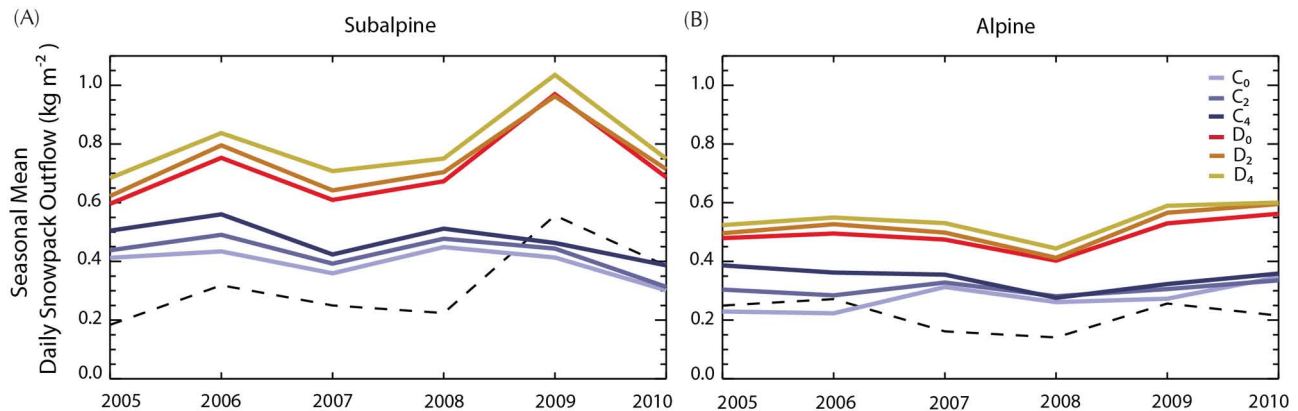 (A)
Subalpine
(B)
Alpine
Seasonal Mean
Daily Snowpack Outflow (kg m⁻²)
1.0
0.8
0.6
0.4
0.2
0.0
2005 2006 2007 2008 2009 2010
1.0
0.8
0.6
0.4
0.2
0.0
C₀
C₂
C₄
D₀
D₂
D₄
2005 2006 2007 2008 2009 2010